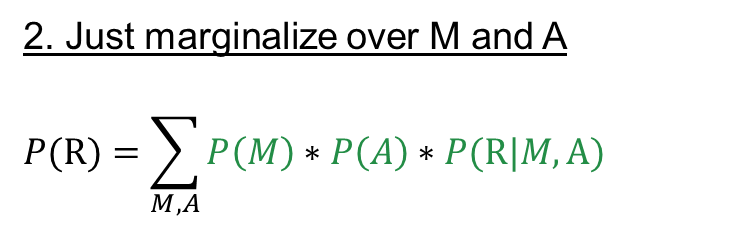 2. Just marginalize over M and A
P(R) = ∑ P(M) * P(A) * P(R|M, A)
M,A